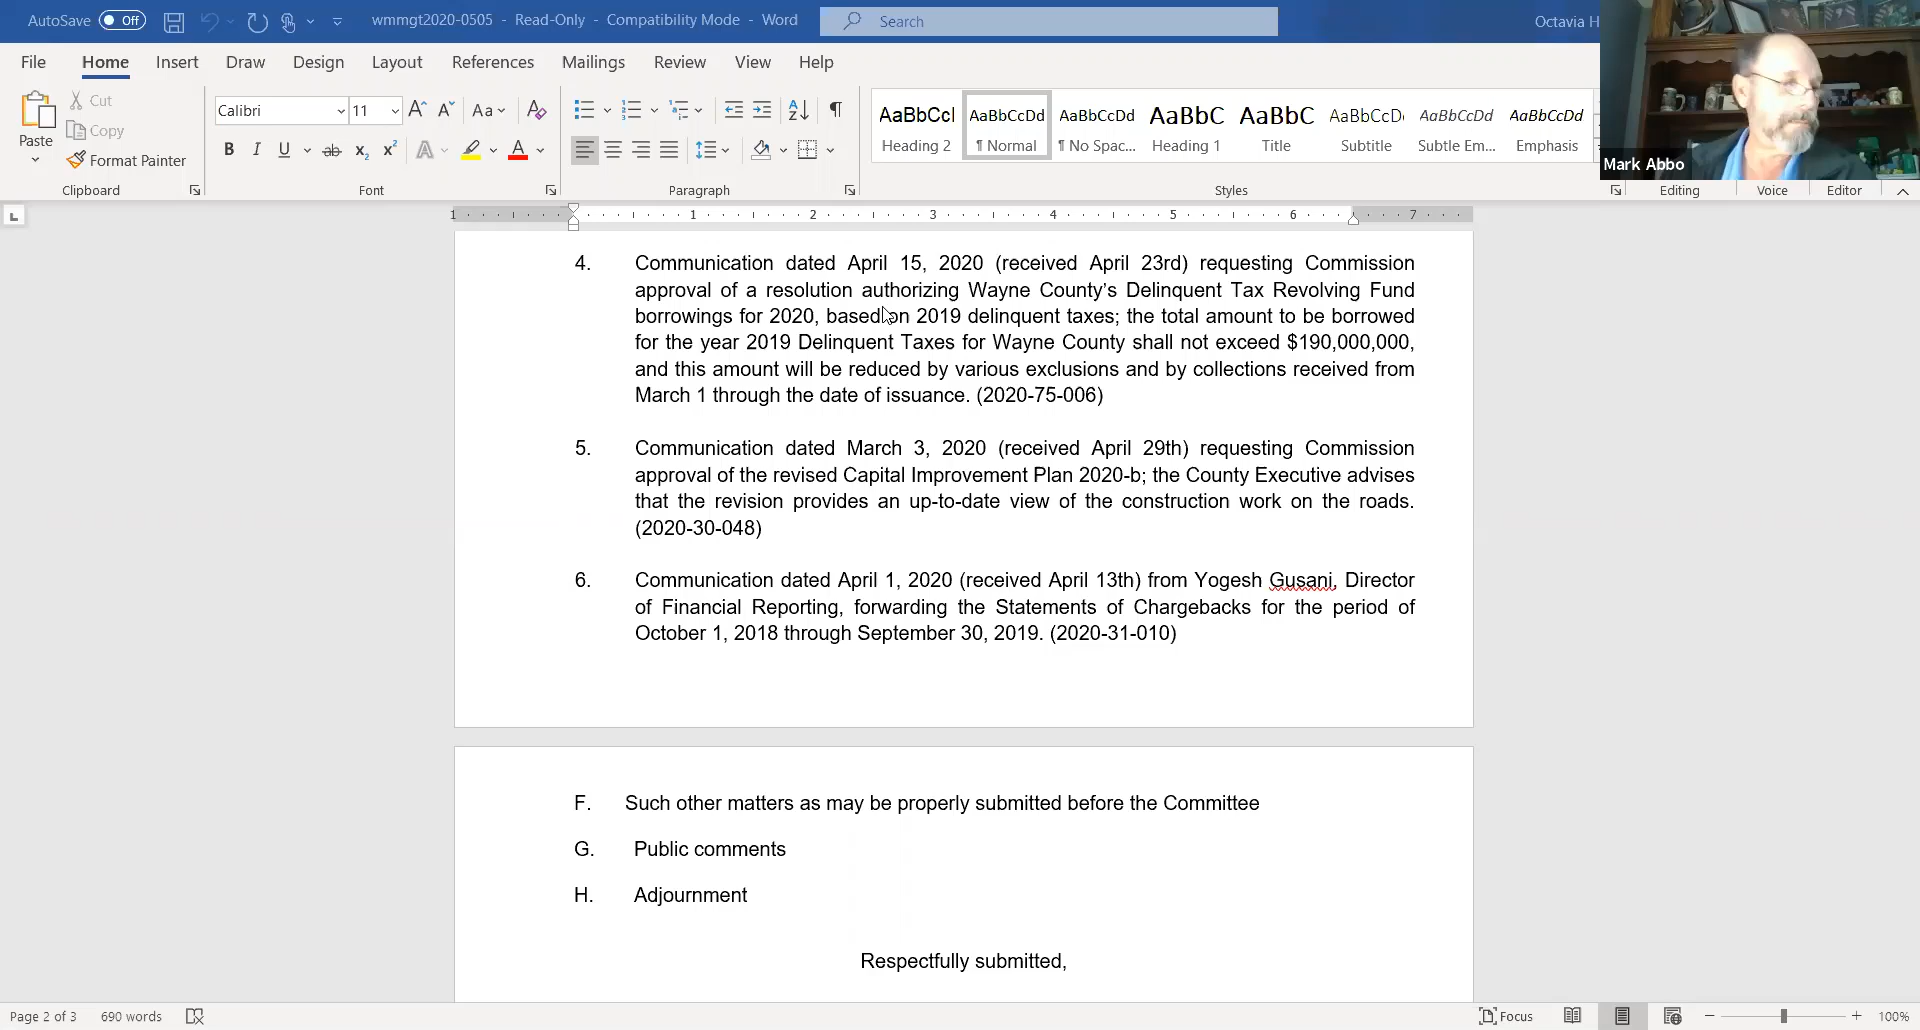 AutoSave Off wmmgt2020-0505 - Read-Only - Compatibility Mode - Word Search Octavia H
File Home Insert Draw Design Layout References Mailings Review View Help
Cut
Copy
Paste
Format Painter
Clipboard
Calibri 11 Aa
B I U ab x₂ x² A A
Font
Paragraph
AaBbCcI AaBbCcDd AaBbCcDd AaBbC AaBbC AaBbCcD AaBbCcDd AaBbCcDd
Heading 2 ¶ Normal ¶ No Spac... Heading 1 Title Subtitle Subtle Em... Emphasis
Styles
Mark Abbo
Editing Voice Editor
1 1 2 3 4 5 6 7
4. Communication dated April 15, 2020 (received April 23rd) requesting Commission
approval of a resolution authorizing Wayne County’s Delinquent Tax Revolving Fund
borrowings for 2020, based on 2019 delinquent taxes; the total amount to be borrowed
for the year 2019 Delinquent Taxes for Wayne County shall not exceed $190,000,000,
and this amount will be reduced by various exclusions and by collections received from
March 1 through the date of issuance. (2020-75-006)
5. Communication dated March 3, 2020 (received April 29th) requesting Commission
approval of the revised Capital Improvement Plan 2020-b; the County Executive advises
that the revision provides an up-to-date view of the construction work on the roads.
(2020-30-048)
6. Communication dated April 1, 2020 (received April 13th) from Yogesh Gusani, Director
of Financial Reporting, forwarding the Statements of Chargebacks for the period of
October 1, 2018 through September 30, 2019. (2020-31-010)
F. Such other matters as may be properly submitted before the Committee
G. Public comments
H. Adjournment
Respectfully submitted,
Page 2 of 3 690 words Focus 100%